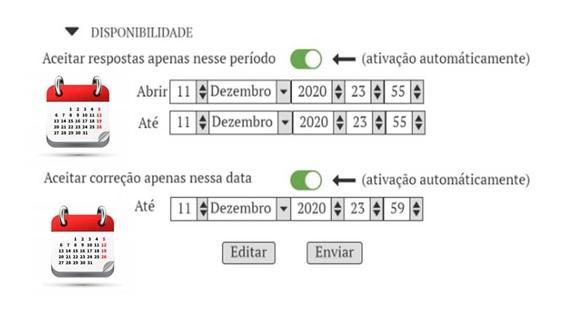 DISPONIBILIDADE
Aceitar respostas apenas nesse período (ativação automáticamente)
Abrír 11 Dezembro 2020 23 55
Até 11 Dezembro 2020 23 55
Aceitar correção apenas nessa data (ativação automáticamente)
Até 11 Dezembro 2020 23 59
Editar Enviar